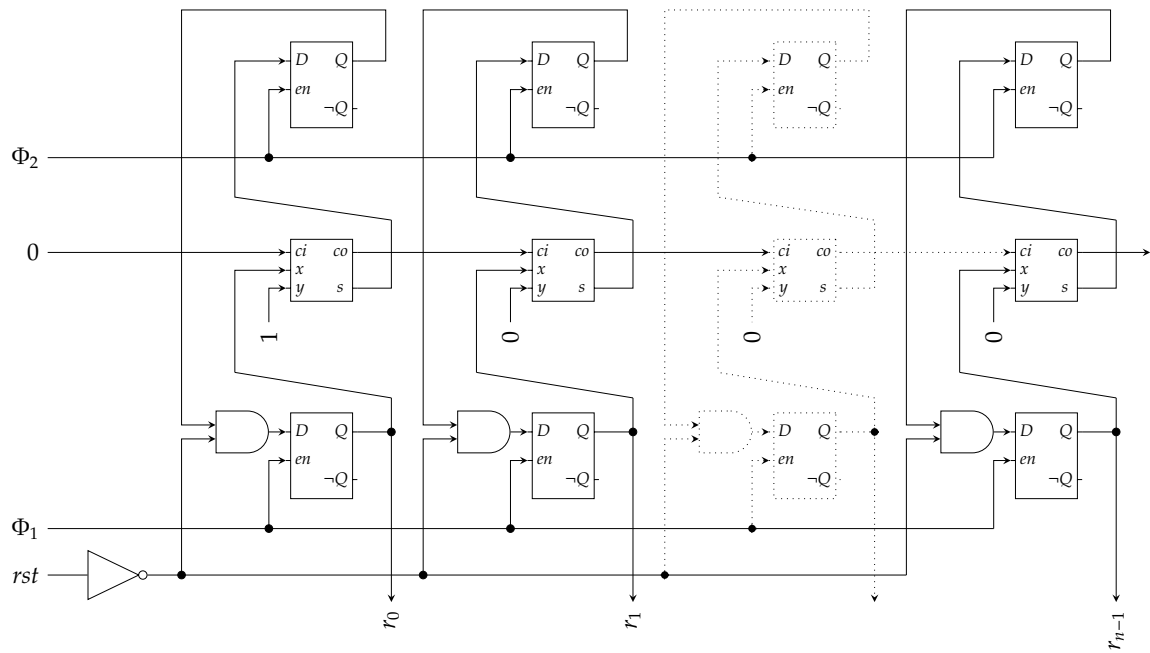 D Q D Q D Q D Q
en en en en
¬Q ¬Q ¬Q ¬Q
Φ2
0 ci co ci co ci co ci co
x x x x
y s y s y s y s
1 0 0 0
D Q D Q D Q D Q
en en en en
¬Q ¬Q ¬Q ¬Q
Φ1
rst
r0 r1 rn−1